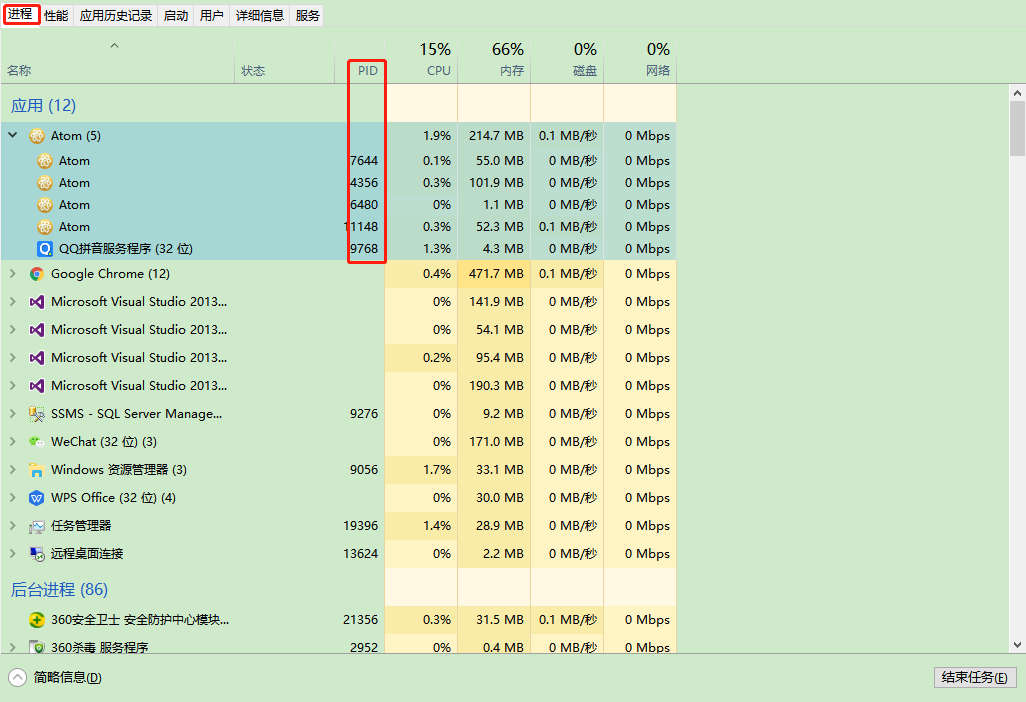 进程 性能 应用历史记录 启动 用户 详细信息 服务
15% 66% 0% 0%
名称 状态 PID CPU 内存 磁盘 网络
应用 (12)
Atom (5) 1.9% 214.7 MB 0.1 MB/秒 0 Mbps
Atom 7644 0.1% 55.0 MB 0 MB/秒 0 Mbps
Atom 4356 0.3% 101.9 MB 0 MB/秒 0 Mbps
Atom 6480 0% 1.1 MB 0 MB/秒 0 Mbps
Atom 11148 0.3% 52.3 MB 0.1 MB/秒 0 Mbps
QQ拼音服务程序 (32 位) 9768 1.3% 4.3 MB 0 MB/秒 0 Mbps
Google Chrome (12) 0.4% 471.7 MB 0.1 MB/秒 0 Mbps
Microsoft Visual Studio 2013... 0% 141.9 MB 0 MB/秒 0 Mbps
Microsoft Visual Studio 2013... 0% 54.1 MB 0 MB/秒 0 Mbps
Microsoft Visual Studio 2013... 0.2% 95.4 MB 0 MB/秒 0 Mbps
Microsoft Visual Studio 2013... 0% 190.3 MB 0 MB/秒 0 Mbps
SSMS - SQL Server Manage... 9276 0% 9.2 MB 0 MB/秒 0 Mbps
WeChat (32 位) (3) 0% 171.0 MB 0 MB/秒 0 Mbps
Windows 资源管理器 (3) 9056 1.7% 33.1 MB 0 MB/秒 0 Mbps
WPS Office (32 位) (4) 0% 30.0 MB 0 MB/秒 0 Mbps
任务管理器 19396 1.4% 28.9 MB 0 MB/秒 0 Mbps
远程桌面连接 13624 0% 2.2 MB 0 MB/秒 0 Mbps
后台进程 (86)
360安全卫士 安全防护中心模块... 21356 0.3% 31.5 MB 0.1 MB/秒 0 Mbps
360杀毒 服务程序 2952 0% 0.4 MB 0 MB/秒 0 Mbps
简略信息(D) 结束任务(E)